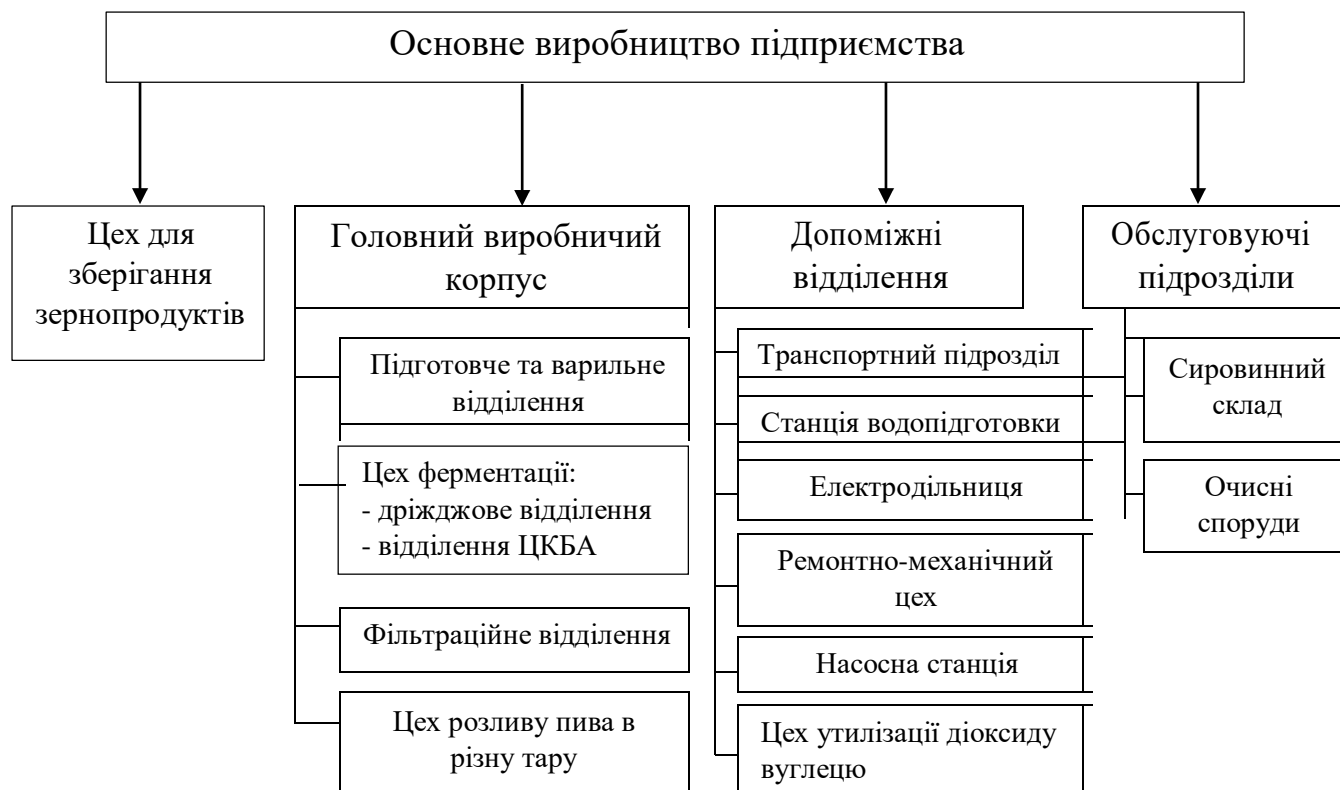 Основне виробництво підприємства
Цех для
зберігання
зернопродуктів
Головний виробничий
корпус
Підготовче та варильне
відділення
Цех ферментації:
- дріжджове відділення
- відділення ЦКБА
Фільтраційне відділення
Цех розливу пива в
різну тару
Допоміжні
відділення
Транспортний підрозділ
Станція водопідготовки
Електродільниця
Ремонтно-механічний
цех
Насосна станція
Цех утилізації діоксиду
вуглецю
Обслуговуючі
підрозділи
Сировинний
склад
Очисні
споруди